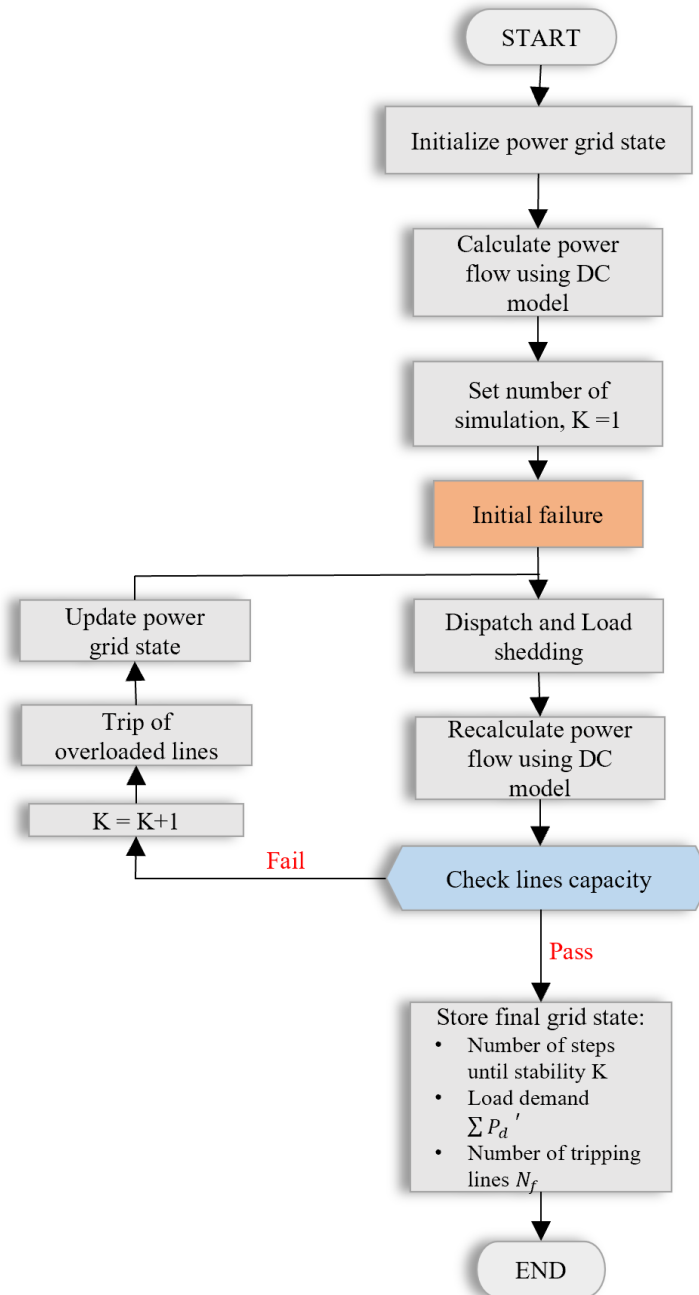 START
Initialize power grid state
Calculate power
flow using DC
model
Set number of
simulation, K =1
Initial failure
Update power
grid state
Dispatch and Load
shedding
Trip of
overloaded lines
Recalculate power
flow using DC
model
K = K+1
Fail
Check lines capacity
Pass
Store final grid state:
• Number of steps
until stability K
• Load demand
∑ P_d ′
• Number of tripping
lines N_f
END